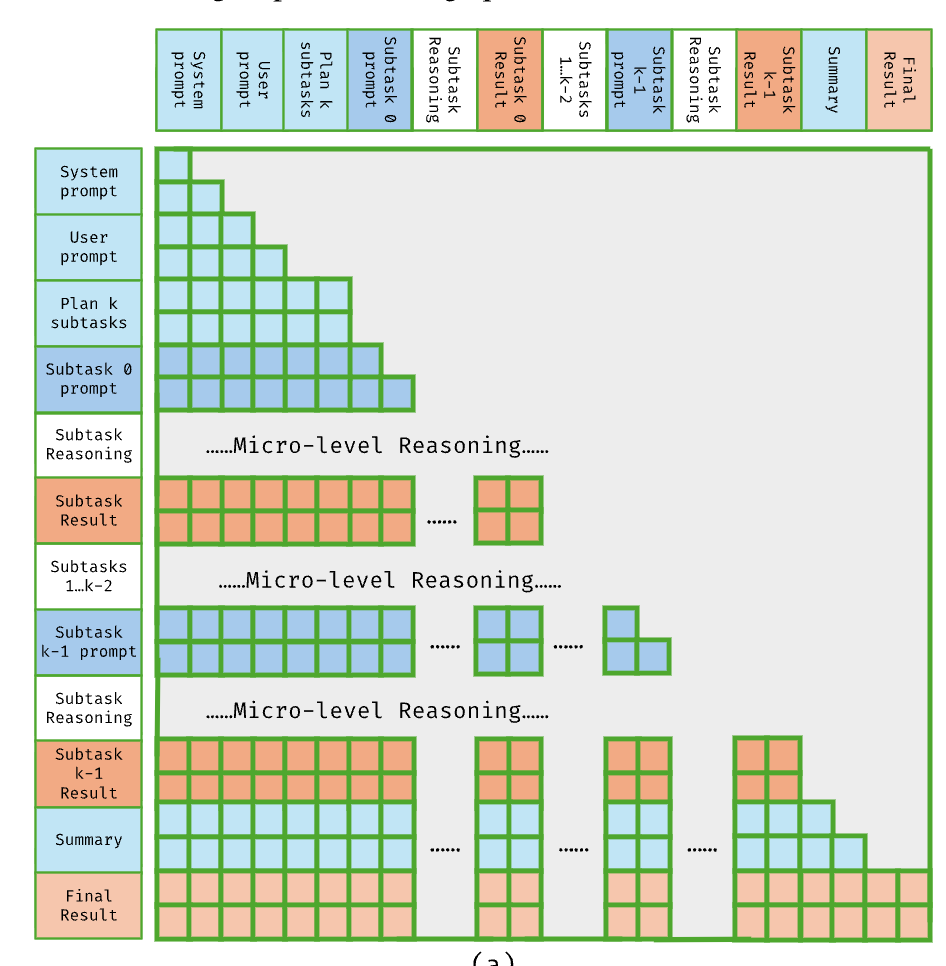 System
prompt
User
prompt
Plan k
subtasks
Subtask 0
prompt
Subtask
Reasoning
Subtask 0
Result
Subtasks
1…k-2
Subtask
k-1
prompt
Subtask
Reasoning
Subtask
k-1
Result
Summary
Final
Result
System
prompt
User
prompt
Plan k
subtasks
Subtask 0
prompt
Subtask
Reasoning
……Micro-level Reasoning……
Subtask
Result
……
Subtasks
1…k-2
……Micro-level Reasoning……
Subtask
k-1 prompt
…… ……
Subtask
Reasoning
……Micro-level Reasoning……
Subtask
k-1
Result
Summary
…… …… ……
Final
Result
(a)